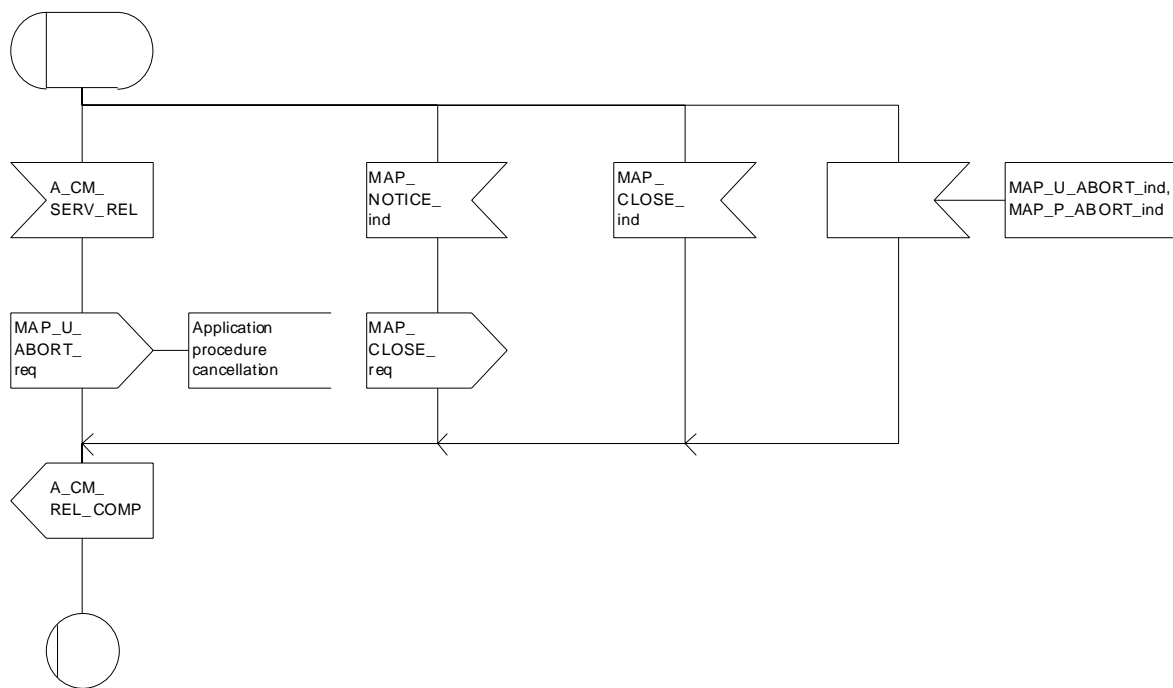 A_CM_
SERV_REL
MAP_
NOTICE_
ind
MAP_
CLOSE_
ind
MAP_U_ABORT_ind,
MAP_P_ABORT_ind
MAP_U_
ABORT_
req
Application
procedure
cancellation
MAP_
CLOSE_
req
A_CM_
REL_COMP